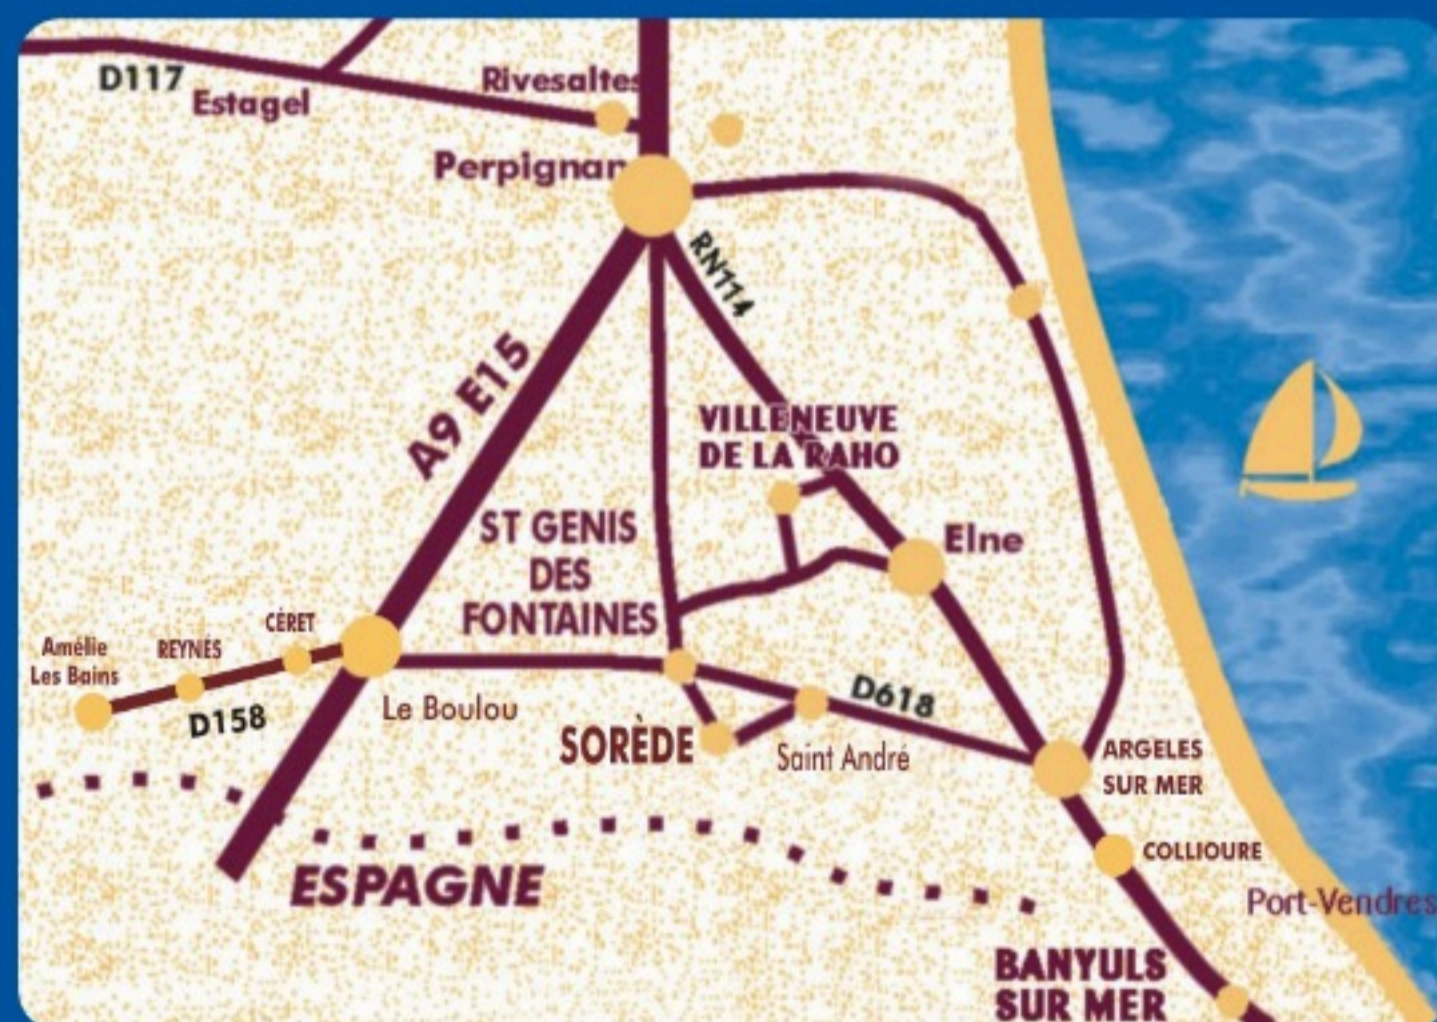 D117
Estagel
Rivesaltes
Perpignan
RN114
A9 E15
VILLENEUVE
DE LA RAHO
ST GENIS
DES
FONTAINES
Elne
CÉRET
REYNÉS
Amélie
Les Bains
D158
Le Boulou
D618
SORÈDE
Saint André
ARGELES
SUR MER
COLLIOURE
ESPAGNE
Port-Vendres
BANYULS
SUR MER